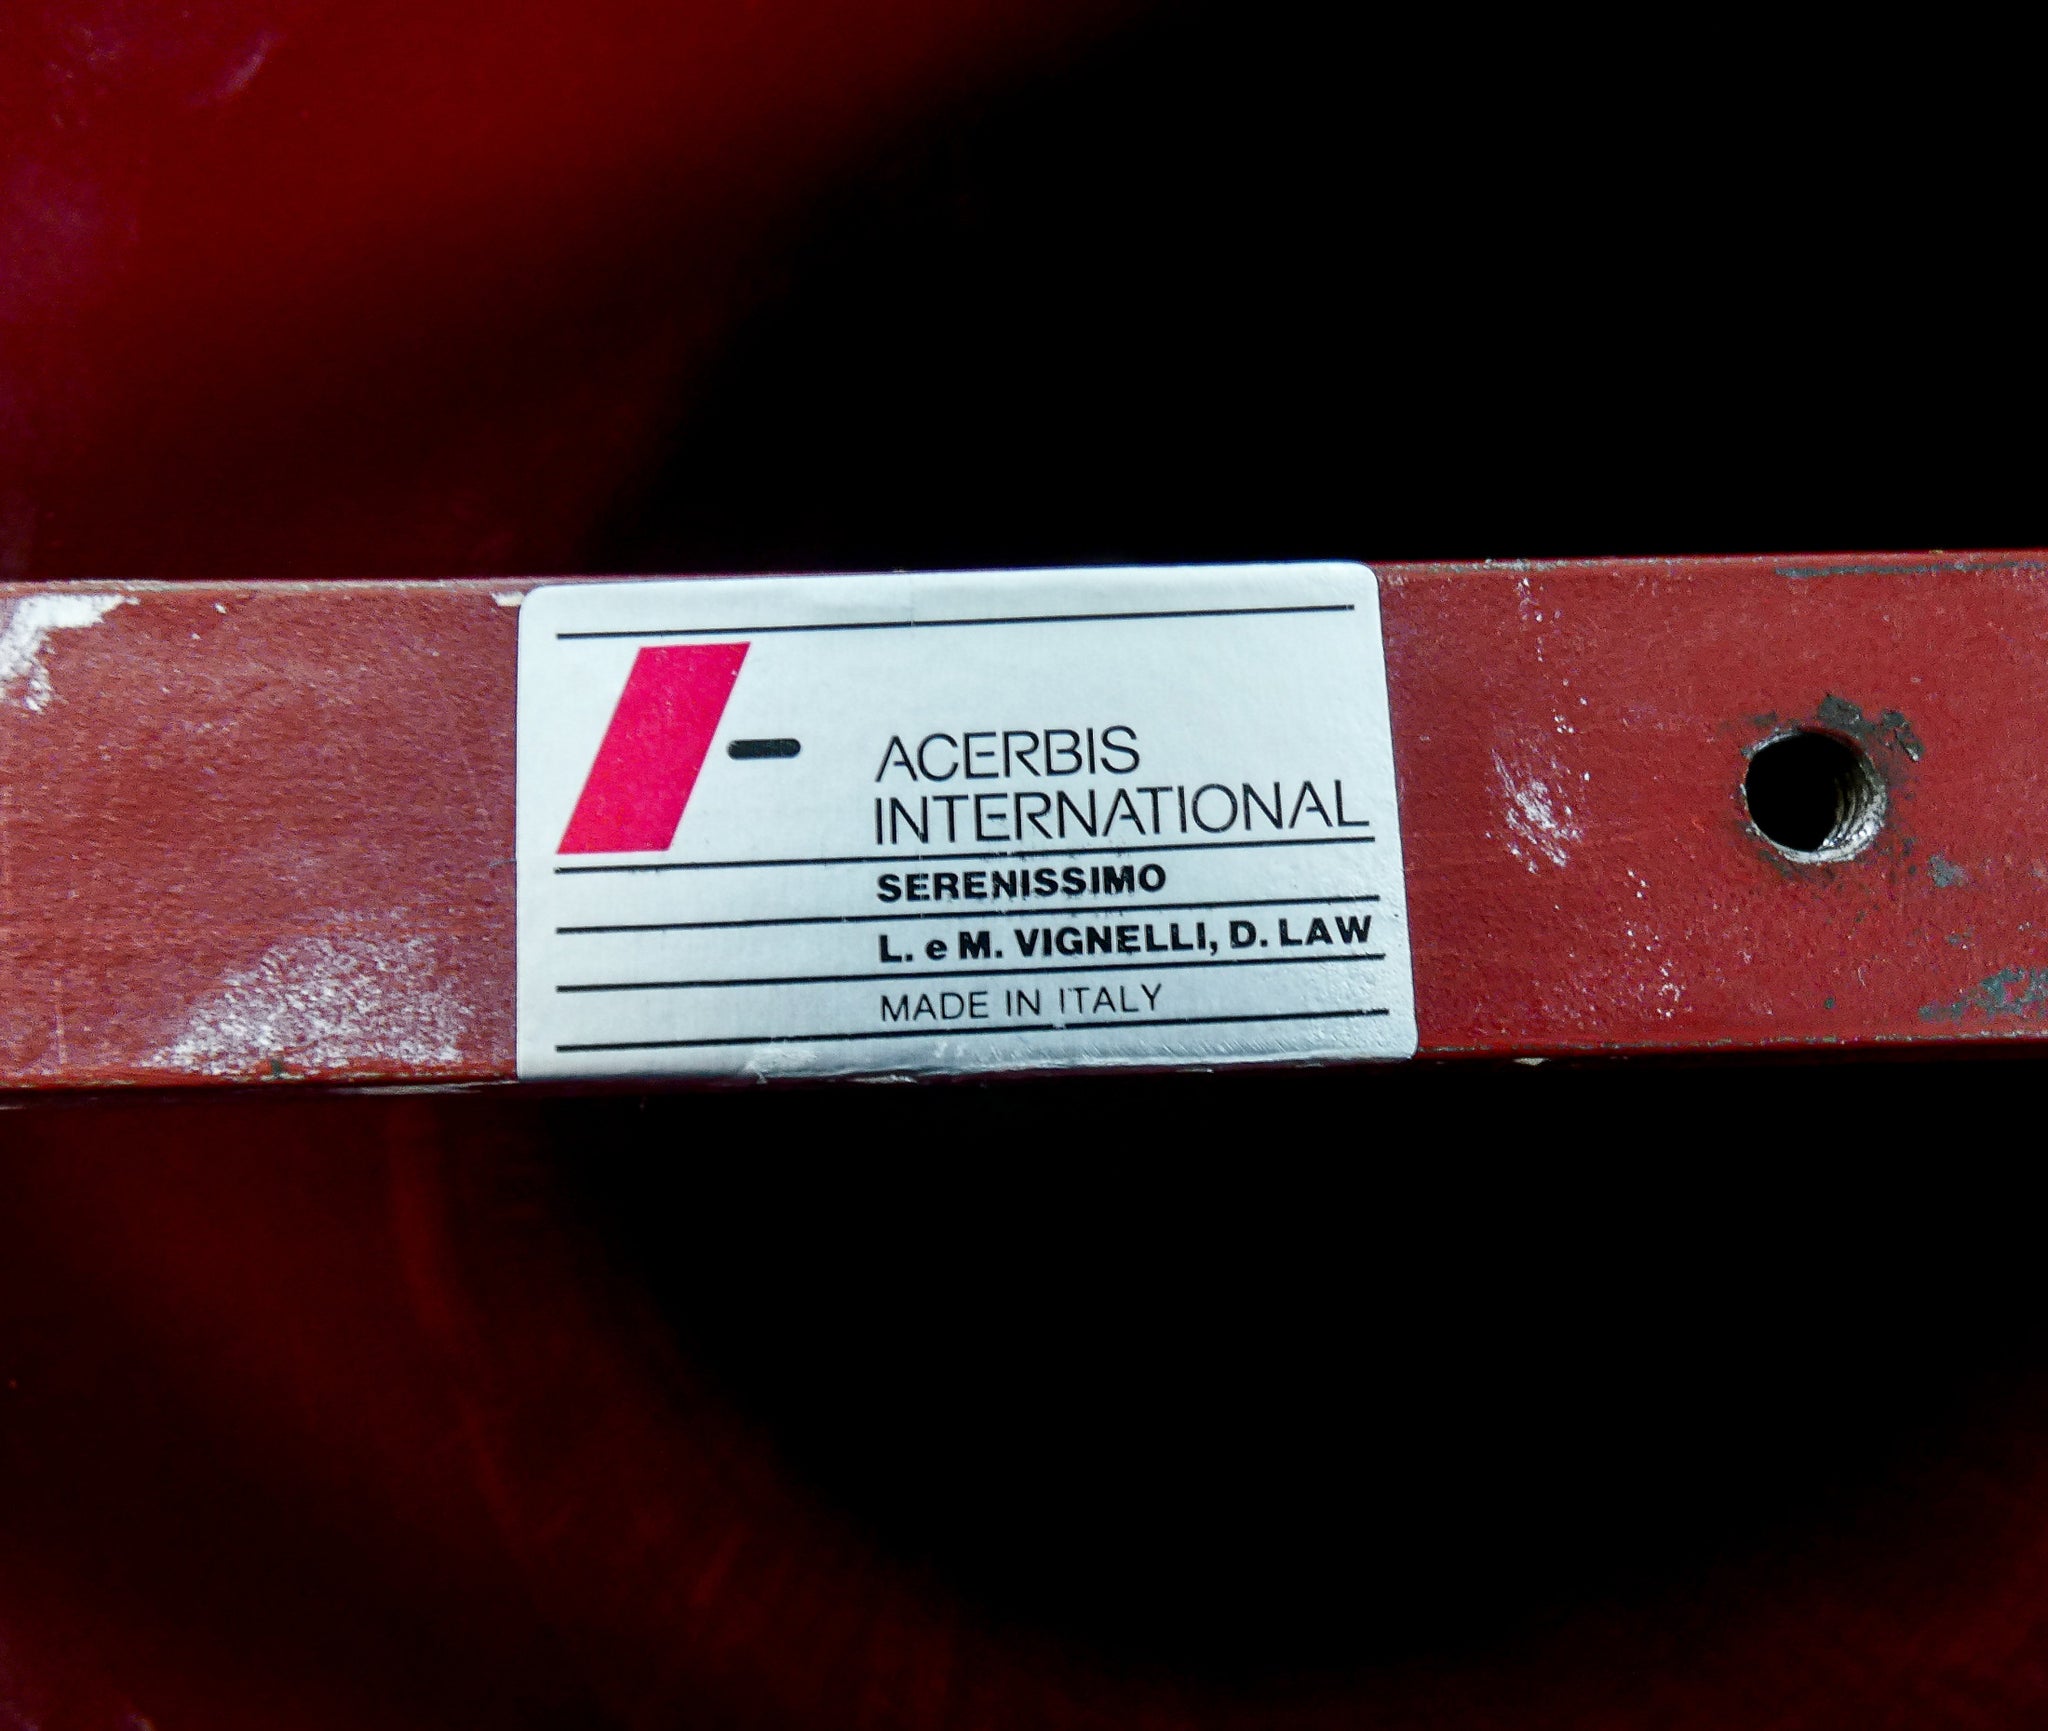 ACERBIS
INTERNATIONAL
SERENISSIMO
L. e M. VIGNELLI, D. LAW
MADE IN ITALY